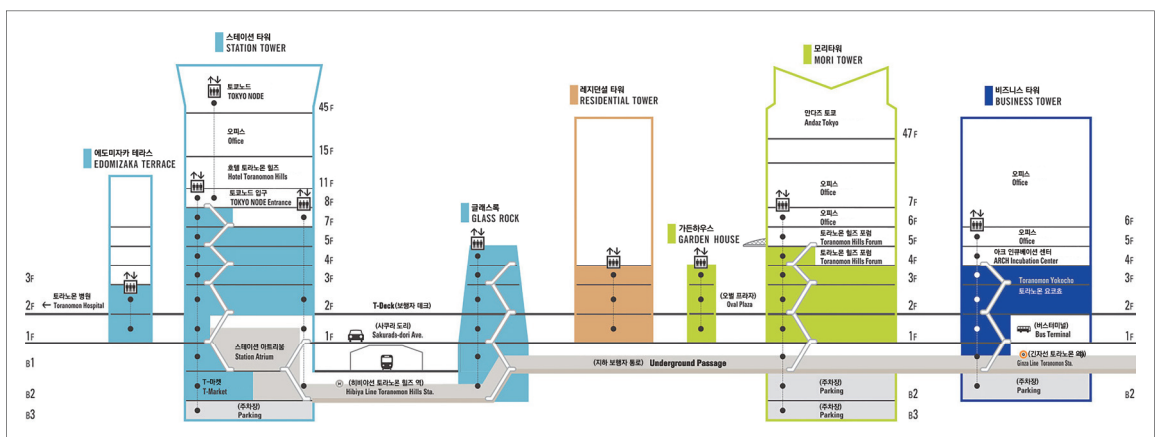 스테이션 타워
STATION TOWER
토쿄노드
TOKYO NODE
45F
오피스
Office
15F
호텔 토라노몬 힐즈
Hotel Toranomon Hills
11F
토쿄노드 입구
TOKYO NODE Entrance
8F
7F
5F
4F
3F
2F
1F
에도미자카 테라스
EDOMIZAKA TERRACE
3F
2F
토라노몬 병원
Toranomon Hospital
1F
B1
B2
B3
스테이션 아트리움
Station Atrium
T-마켓
T-Market
(주차장)
Parking
T-Deck(보행자 데크)
(사쿠라 도리)
Sakurada-dori Ave.
(히비야선 토라노몬 힐즈 역)
Hibiya Line Toranomon Hills Sta.
글래스록
GLASS ROCK
(지하 보행자 통로) Underground Passage
레지던셜 타워
RESIDENTIAL TOWER
가든하우스
GARDEN HOUSE
(오벌 프라자)
Oval Plaza
모리타워
MORI TOWER
안다즈 토쿄
Andaz Tokyo
47F
오피스
Office
7F
오피스
Office
6F
토라노몬 힐즈 포럼
Toranomon Hills Forum
5F
토라노몬 힐즈 포럼
Toranomon Hills Forum
4F
3F
2F
1F
(주차장)
Parking
B2
(주차장)
Parking
B3
비즈니스 타워
BUSINESS TOWER
오피스
Office
6F
오피스
Office
5F
아크 인큐베이션 센터
ARCH Incubation Center
4F
Toranomon Yokocho
토라노몬 요코쵸
3F
2F
(버스터미널)
Bus Terminal
1F
(긴자선 토라노몬 역)
Ginza Line Toranomon Sta.
(주차장)
Parking
B2